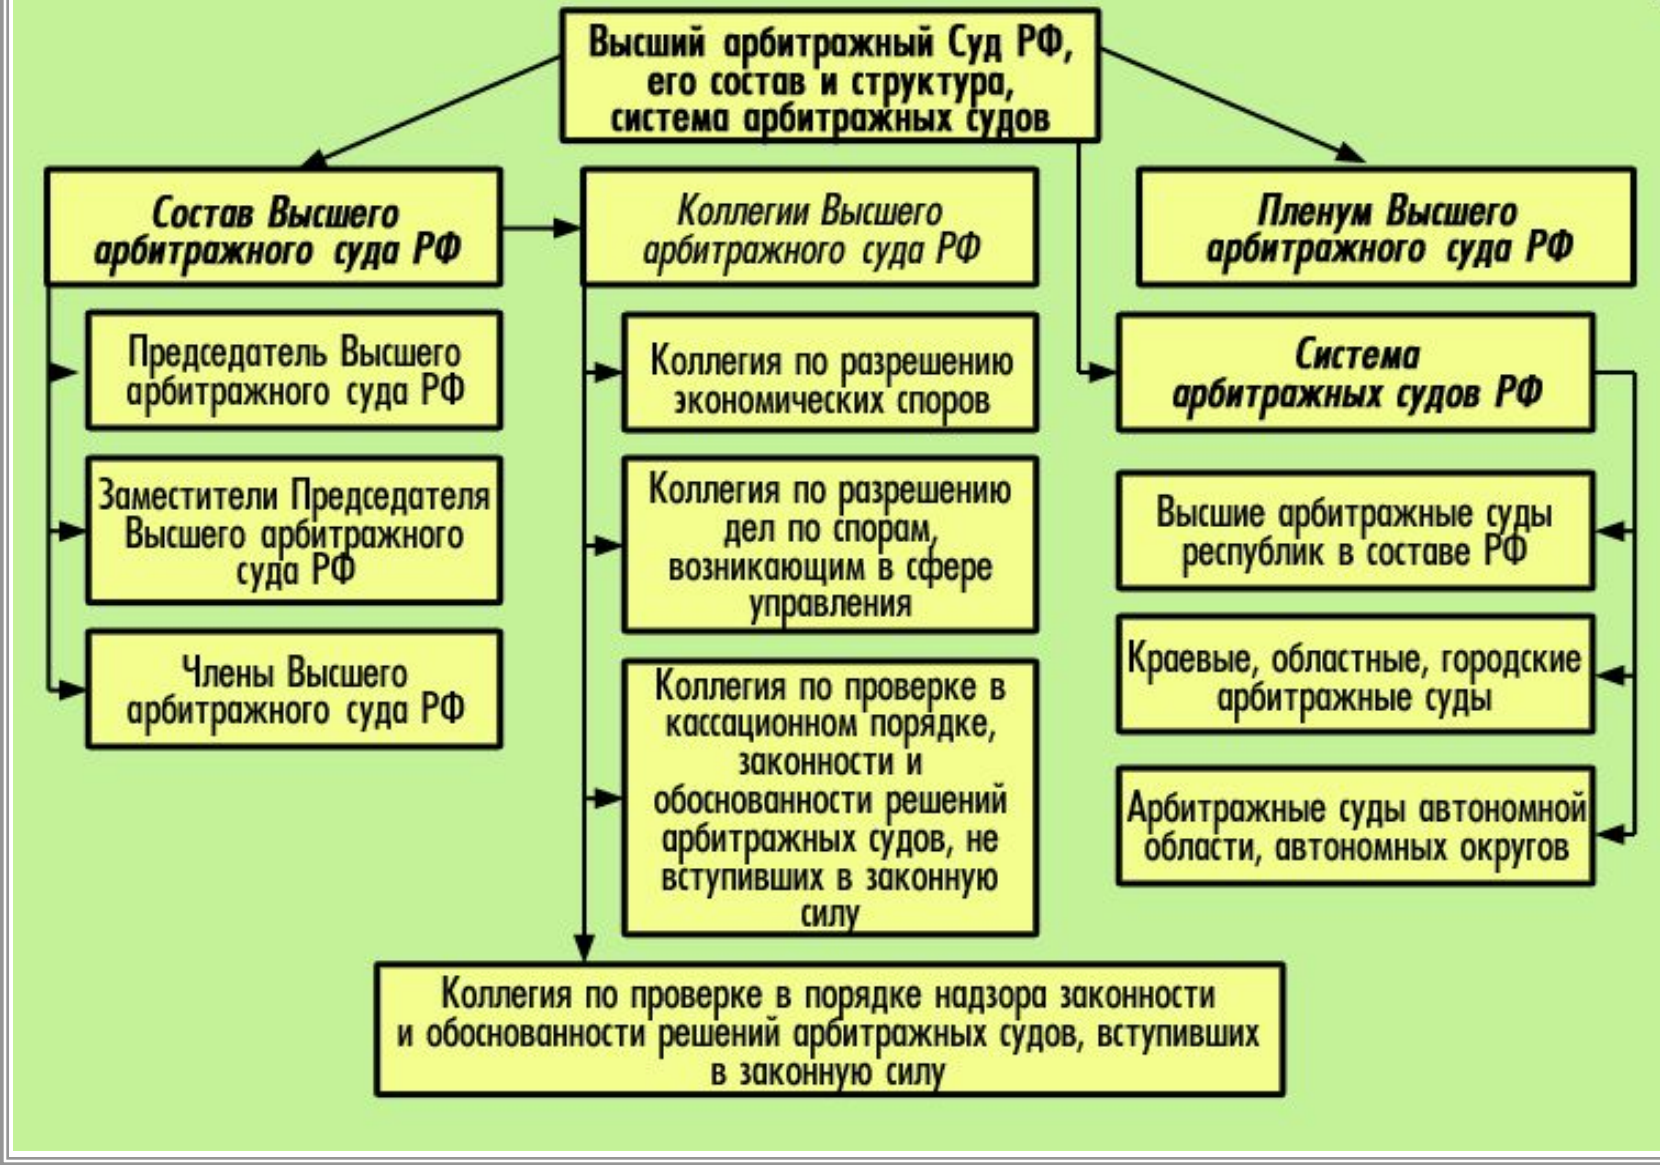 Высший арбитражный Суд РФ,
его состав и структура,
система арбитражных судов
Состав Высшего
арбитражного суда РФ
Коллегии Высшего
арбитражного суда РФ
Пленум Высшего
арбитражного суда РФ
Председатель Высшего
арбитражного суда РФ
Заместители Председателя
Высшего арбитражного
суда РФ
Члены Высшего
арбитражного суда РФ
Коллегия по разрешению
экономических споров
Коллегия по разрешению
дел по спорам,
возникающим в сфере
управления
Коллегия по проверке в
кассационном порядке,
законности и
обоснованности решений
арбитражных судов, не
вступивших в законную
силу
Коллегия по проверке в порядке надзора законности
и обоснованности решений арбитражных судов, вступивших
в законную силу
Система
арбитражных судов РФ
Высшие арбитражные суды
республик в составе РФ
Краевые, областные, городские
арбитражные суды
Арбитражные суды автономной
области, автономных округов